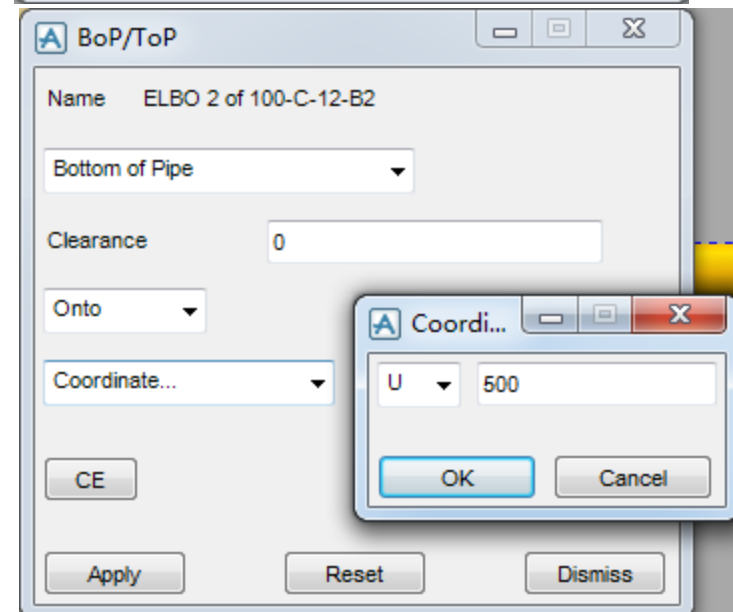 BoP/ToP
Name ELBO 2 of 100-C-12-B2
Bottom of Pipe
Clearance 0
Onto
Coordi...
Coordinate...
U 500
OK Cancel
CE
Apply Reset Dismiss